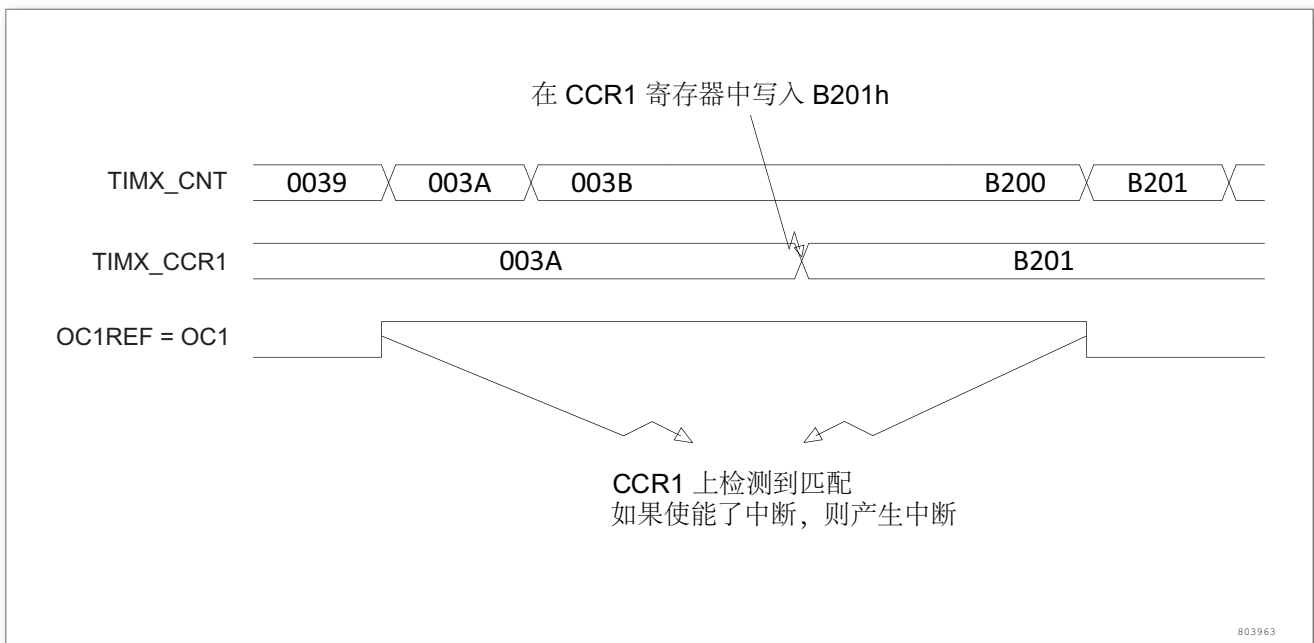 在 CCR1 寄存器中写入 B201h
TIMX_CNT 0039 003A 003B B200 B201
TIMX_CCR1 003A B201
OC1REF = OC1
CCR1 上检测到匹配
如果使能了中断，则产生中断
803963